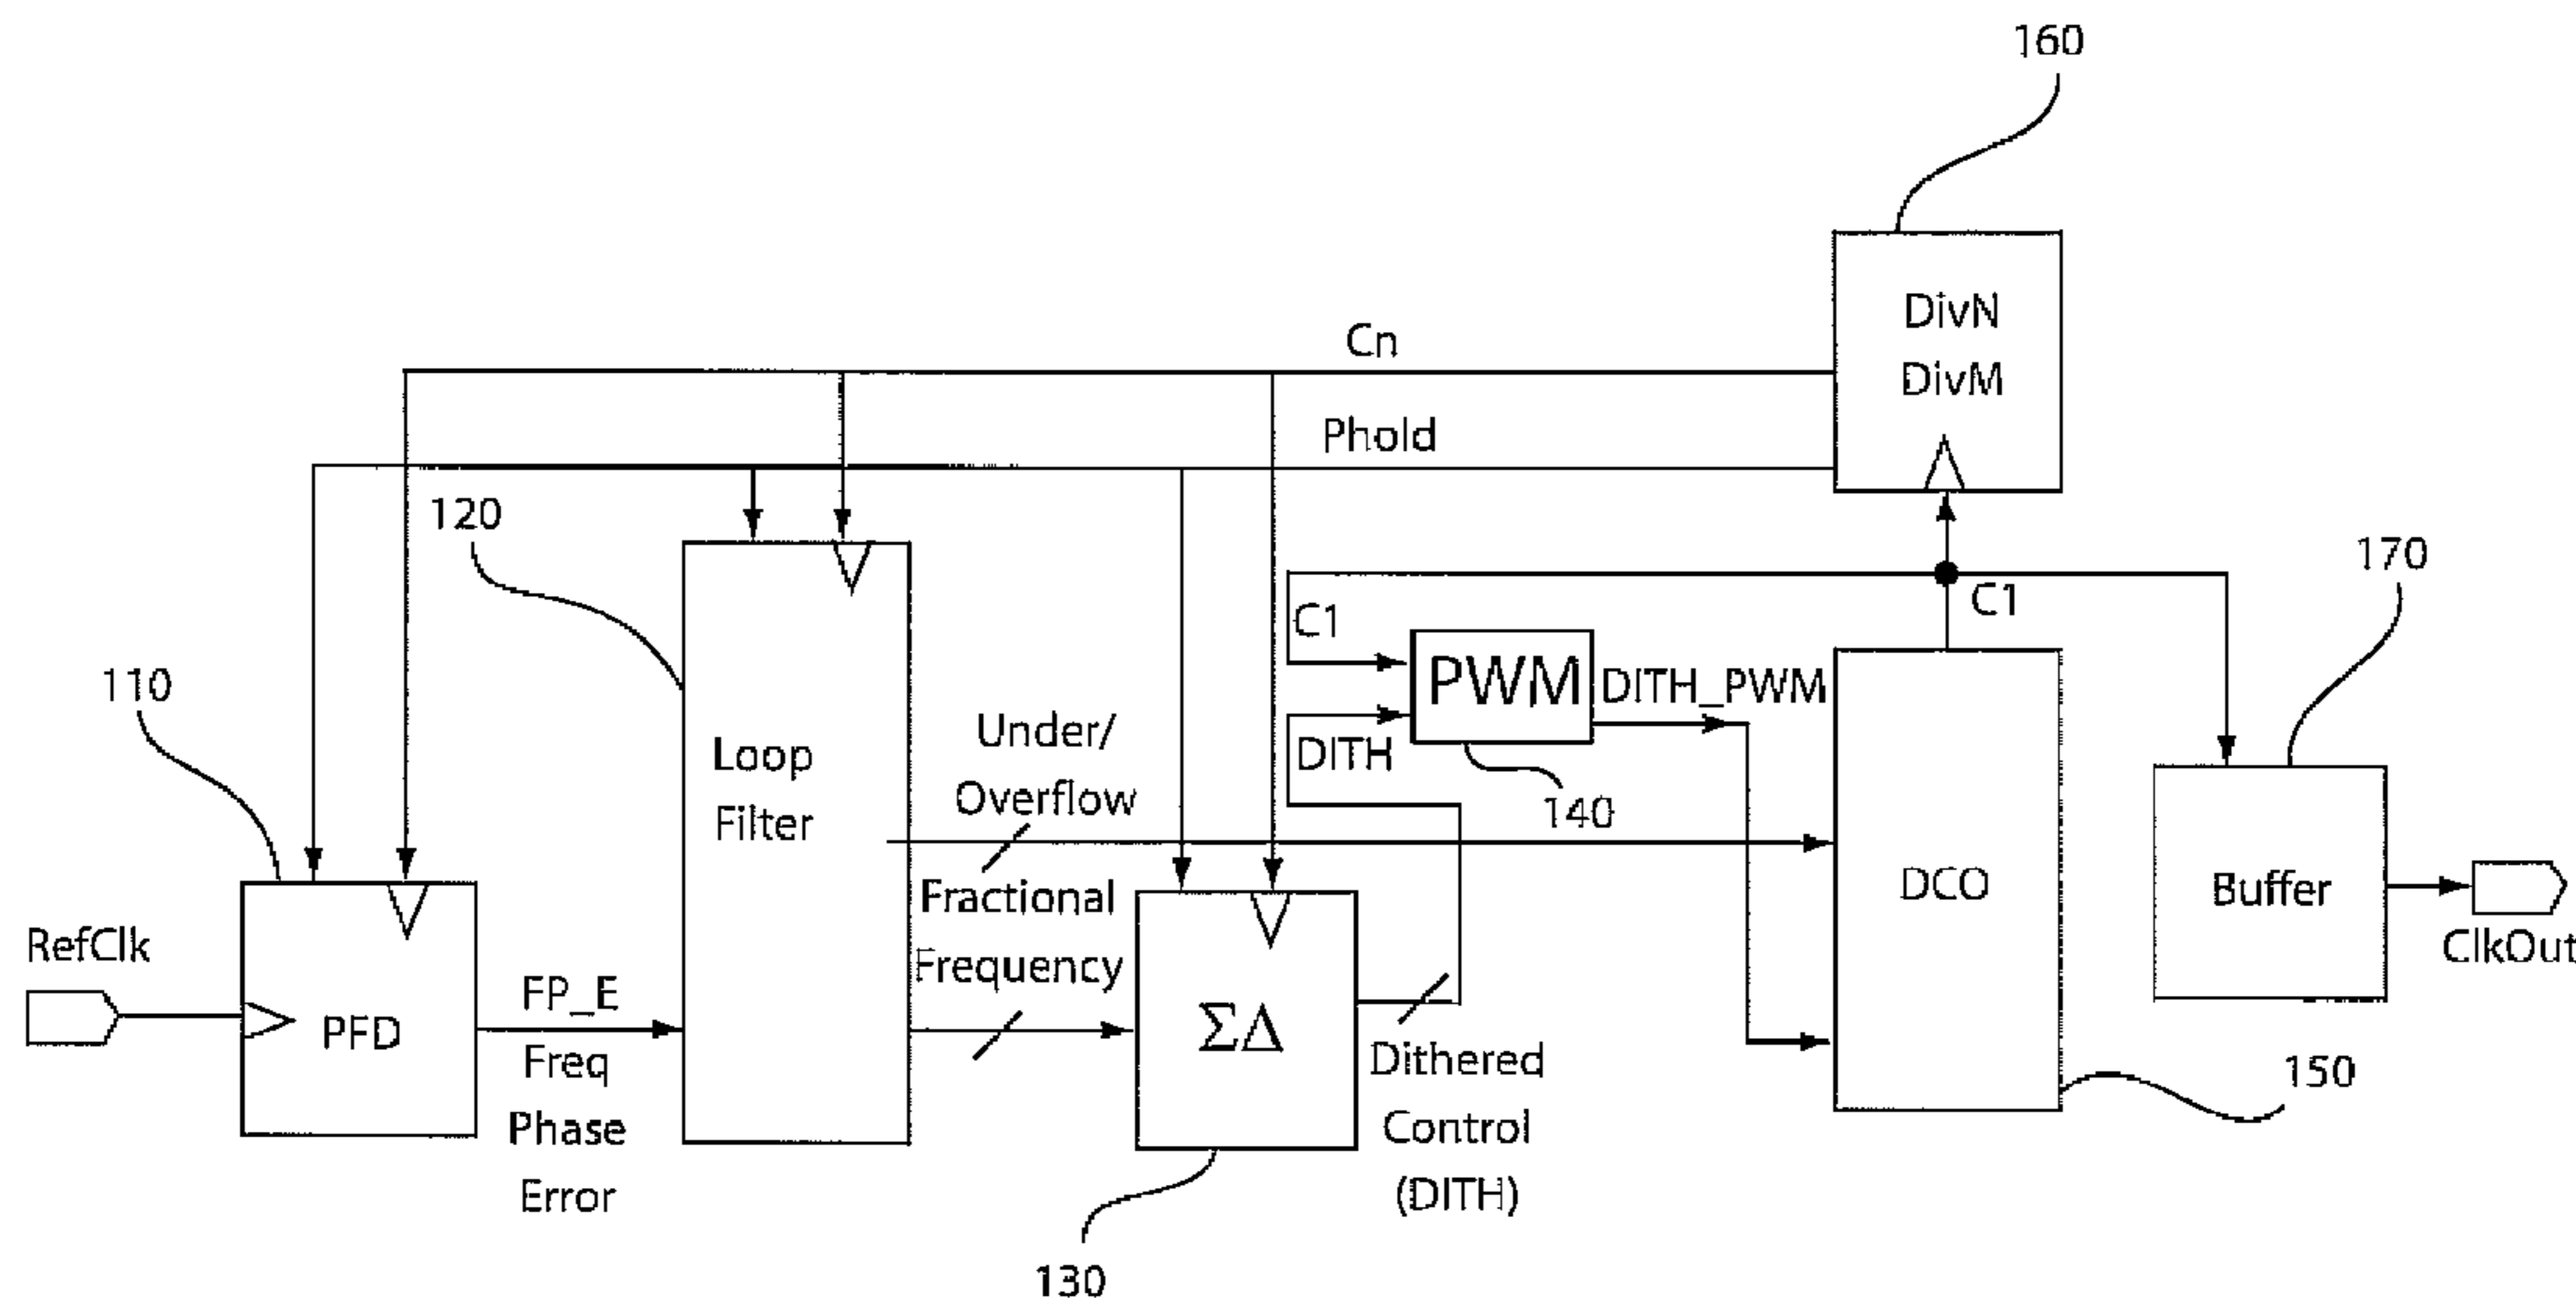 160
DivN
DivM
Cn
Phold
120
170
C1
C1
110
PWM
DITH_PWM
Under/
Overflow
DITH
140
Loop
Filter
DCO
Buffer
Fractional
Frequency
RefClk
ClkOut
FP_E
Freq
Phase
Error
PFD
ΣΔ
Dithered
Control
(DITH)
150
130